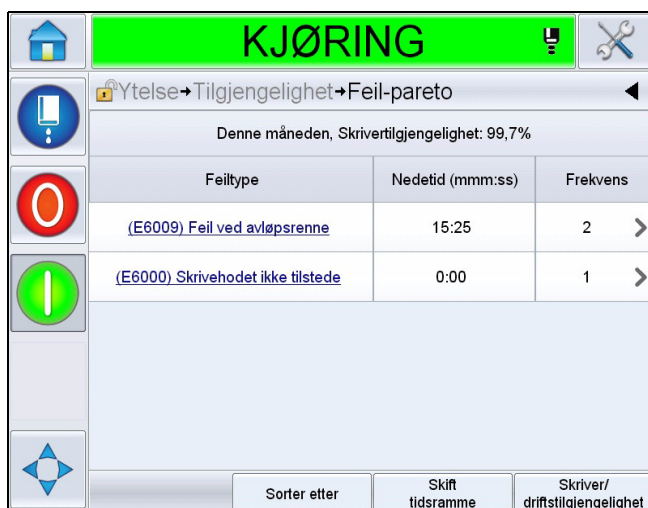 KJØRING
Ytelse→Tilgjengelighet→Feil-pareto
Denne måneden, Skrivertilgjengelighet: 99,7%
Feiltype Nedetid (mmm:ss) Frekvens
(E6009) Feil ved avløpsrenne 15:25 2
(E6000) Skrivehodet ikke tilstede 0:00 1
Sorter etter
Skift
tidsramme
Skriver/
driftstilgjengelighet